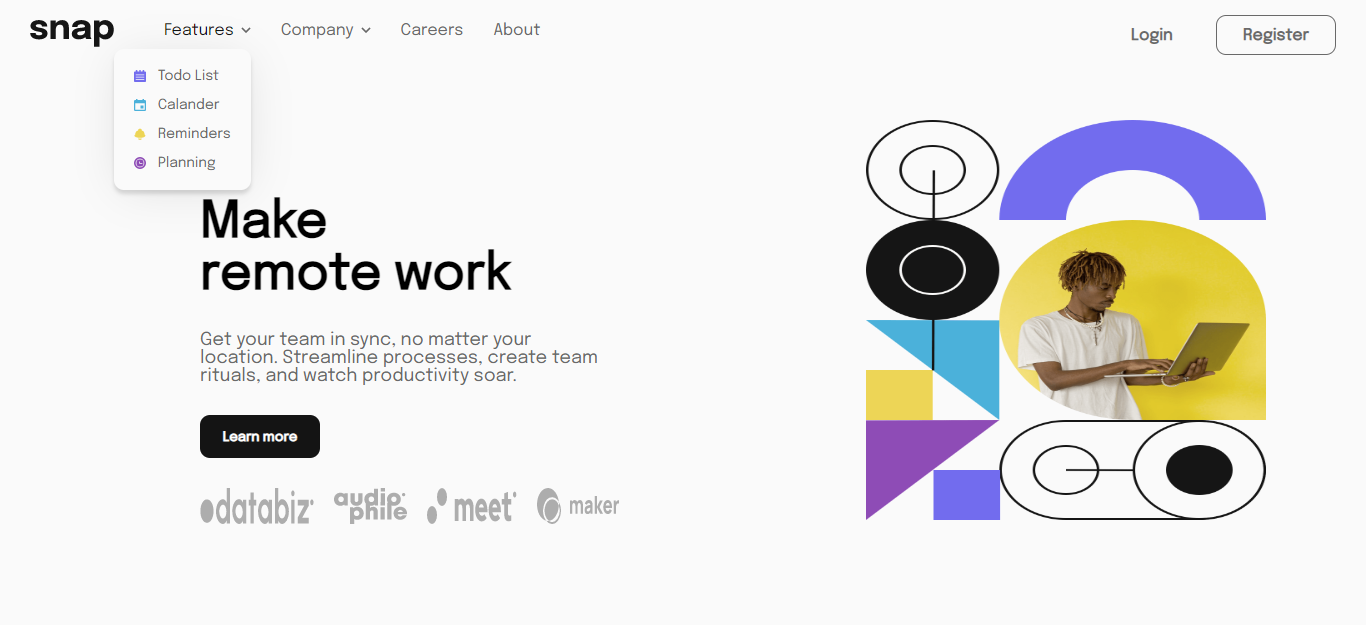 snap
Features
Company
Careers
About
Login
Register
Todo List
Calander
Reminders
Planning
Make
remote work
Get your team in sync, no matter your
location. Streamline processes, create team
rituals, and watch productivity soar.
Learn more
databiz
audio
phile
meet
maker